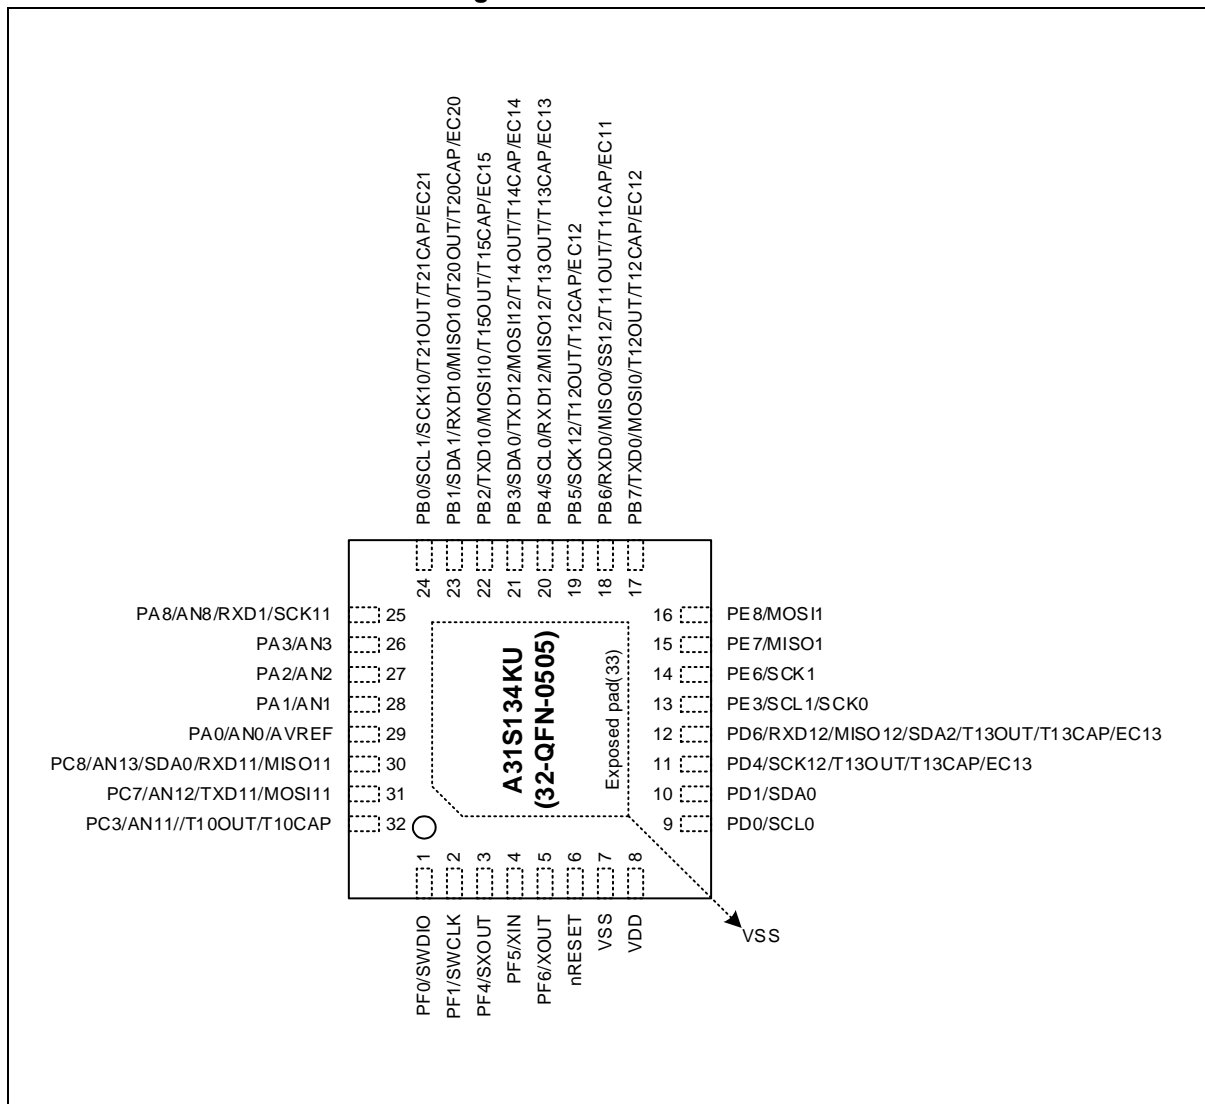 PB0/SCL1/SCK10/T21OUT/T21CAP/EC21
PB1/SDA1/RXD10/MISO10/T20OUT/T20CAP/EC20
PB2/TXD10/MOSI10/T15OUT/T15CAP/EC15
PB3/SDA0/TXD12/MOSI12/T14OUT/T14CAP/EC14
PB4/SCL0/RXD12/MISO12/T13OUT/T13CAP/EC13
PB5/SCK12/T12OUT/T12CAP/EC12
PB6/RXD0/MISO0/SS12/T11OUT/T11CAP/EC11
PB7/TXD0/MOSI0/T12OUT/T12CAP/EC12
24
23
22
21
20
19
18
17
PA8/AN8/RXD1/SCK11 25
PA3/AN3 26
PA2/AN2 27
PA1/AN1 28
PA0/AN0/AVREF 29
PC8/AN13/SDA0/RXD11/MISO11 30
PC7/AN12/TXD11/MOSI11 31
PC3/AN11//T10OUT/T10CAP 32
A31S134KU
(32-QFN-0505)
Exposed pad(33)
16 PE8/MOSI1
15 PE7/MISO1
14 PE6/SCK1
13 PE3/SCL1/SCK0
12 PD6/RXD12/MISO12/SDA2/T13OUT/T13CAP/EC13
11 PD4/SCK12/T13OUT/T13CAP/EC13
10 PD1/SDA0
9 PD0/SCL0
1
2
3
4
5
6
7
8
PF0/SWDIO
PF1/SWCLK
PF4/SXOUT
PF5/XIN
PF6/XOUT
nRESET
VSS
VDD
VSS